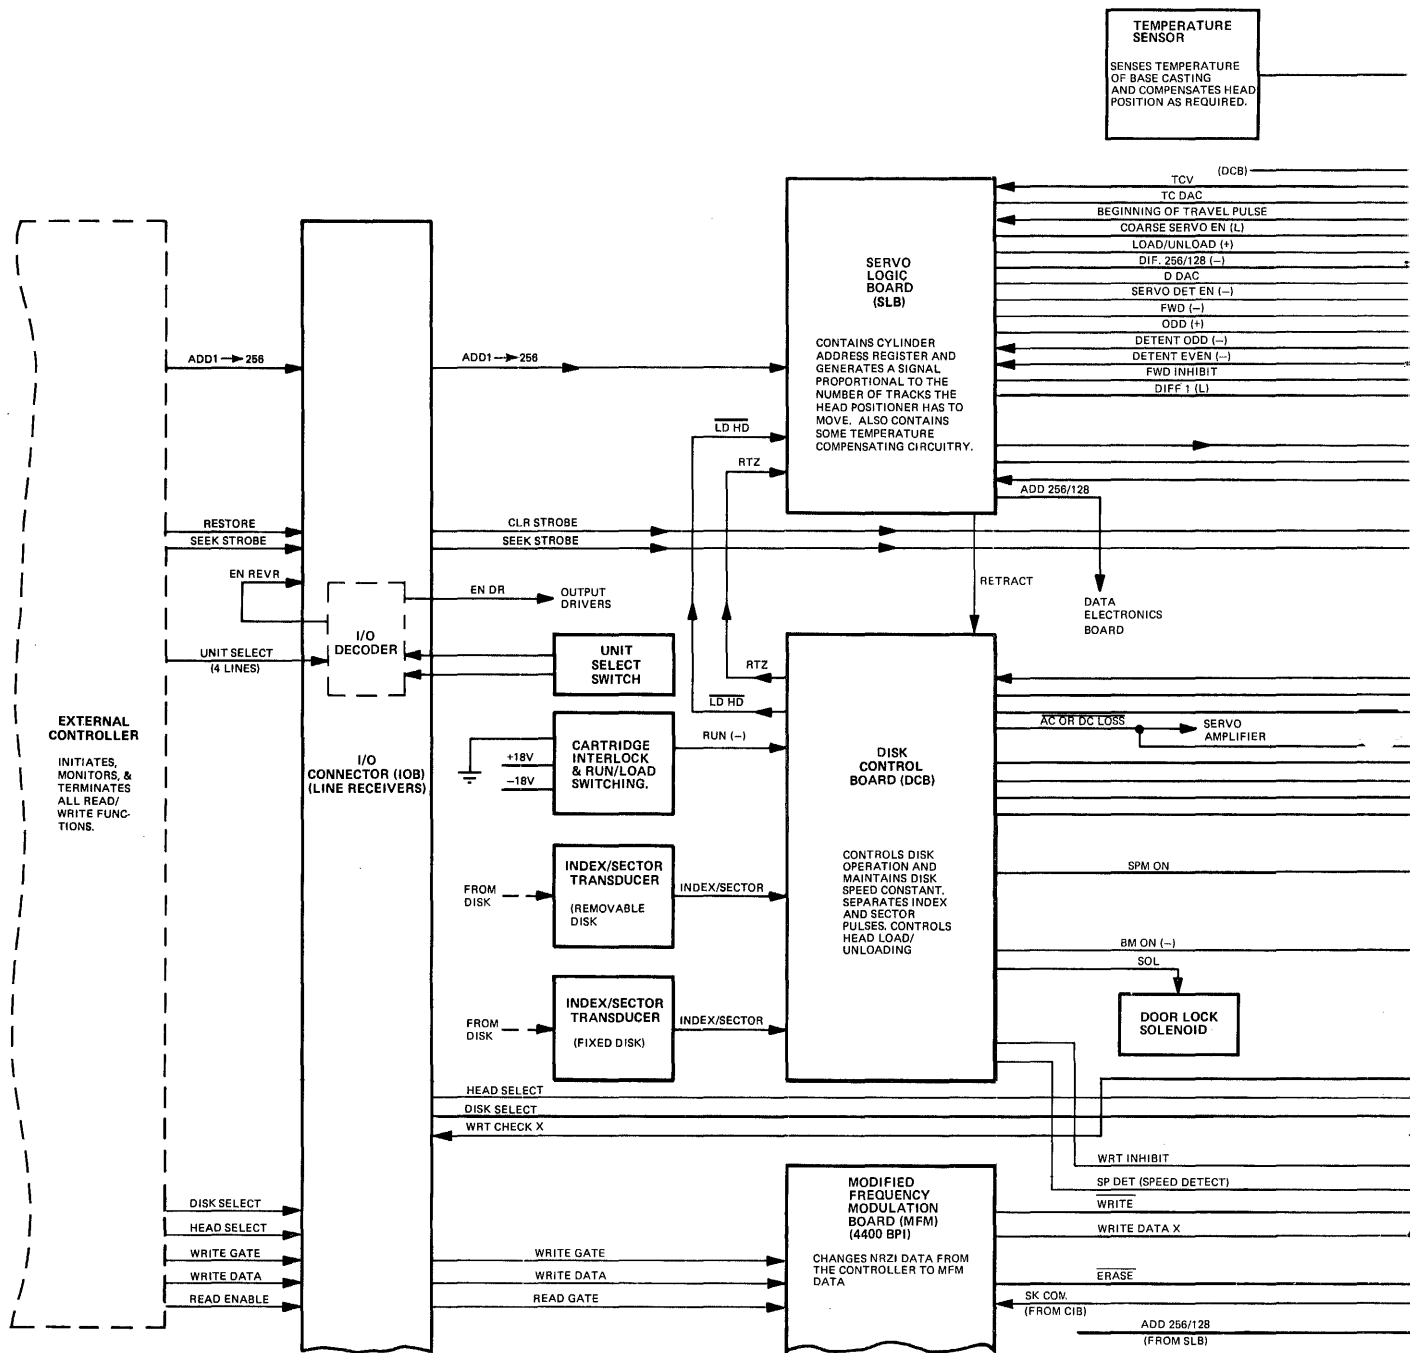 TEMPERATURE
SENSOR
SENSES TEMPERATURE
OF BASE CASTING
AND COMPENSATES HEAD
POSITION AS REQUIRED.
(DCB)
TCV
TC DAC
BEGINNING OF TRAVEL PULSE
COARSE SERVO EN (L)
LOAD/UNLOAD (+)
DIF. 256/128 (–)
D DAC
SERVO DET EN (–)
FWD (–)
ODD (+)
DETENT ODD (–)
DETENT EVEN (–)
FWD INHIBIT
DIFF 1 (L)
SERVO
LOGIC
BOARD
(SLB)
CONTAINS CYLINDER
ADDRESS REGISTER AND
GENERATES A SIGNAL
PROPORTIONAL TO THE
NUMBER OF TRACKS THE
HEAD POSITIONER HAS TO
MOVE. ALSO CONTAINS
SOME TEMPERATURE
COMPENSATING CIRCUITRY.
ADD1 → 256
ADD1 → 256
LD HD
RTZ
ADD 256/128
RESTORE
SEEK STROBE
CLR STROBE
SEEK STROBE
EN REVR
EN DR
OUTPUT
DRIVERS
RETRACT
DATA
ELECTRONICS
BOARD
I/O
DECODER
UNIT SELECT
(4 LINES)
UNIT
SELECT
SWITCH
RTZ
LD HD
EXTERNAL
CONTROLLER
INITIATES,
MONITORS, &
TERMINATES
ALL READ/
WRITE FUNC-
TIONS.
I/O
CONNECTOR (IOB)
(LINE RECEIVERS)
+18V
–18V
CARTRIDGE
INTERLOCK
& RUN/LOAD
SWITCHING.
RUN (–)
DISK
CONTROL
BOARD (DCB)
CONTROLS DISK
OPERATION AND
MAINTAINS DISK
SPEED CONSTANT.
SEPARATES INDEX
AND SECTOR
PULSES. CONTROLS
HEAD LOAD/
UNLOADING
AC OR DC LOSS
SERVO
AMPLIFIER
FROM
DISK
INDEX/SECTOR
TRANSDUCER
(REMOVABLE
DISK
INDEX/SECTOR
SPM ON
BM ON (–)
SOL
DOOR LOCK
SOLENOID
FROM
DISK
INDEX/SECTOR
TRANSDUCER
(FIXED DISK)
INDEX/SECTOR
HEAD SELECT
DISK SELECT
WRT CHECK X
WRT INHIBIT
SP DET (SPEED DETECT)
DISK SELECT
HEAD SELECT
WRITE GATE
WRITE DATA
READ ENABLE
WRITE GATE
WRITE DATA
READ GATE
MODIFIED
FREQUENCY
MODULATION
BOARD (MFM)
(4400 BPI)
CHANGES NRZI DATA FROM
THE CONTROLLER TO MFM
DATA
WRITE
WRITE DATA X
ERASE
SK COM.
(FROM CIB)
ADD 256/128
(FROM SLB)